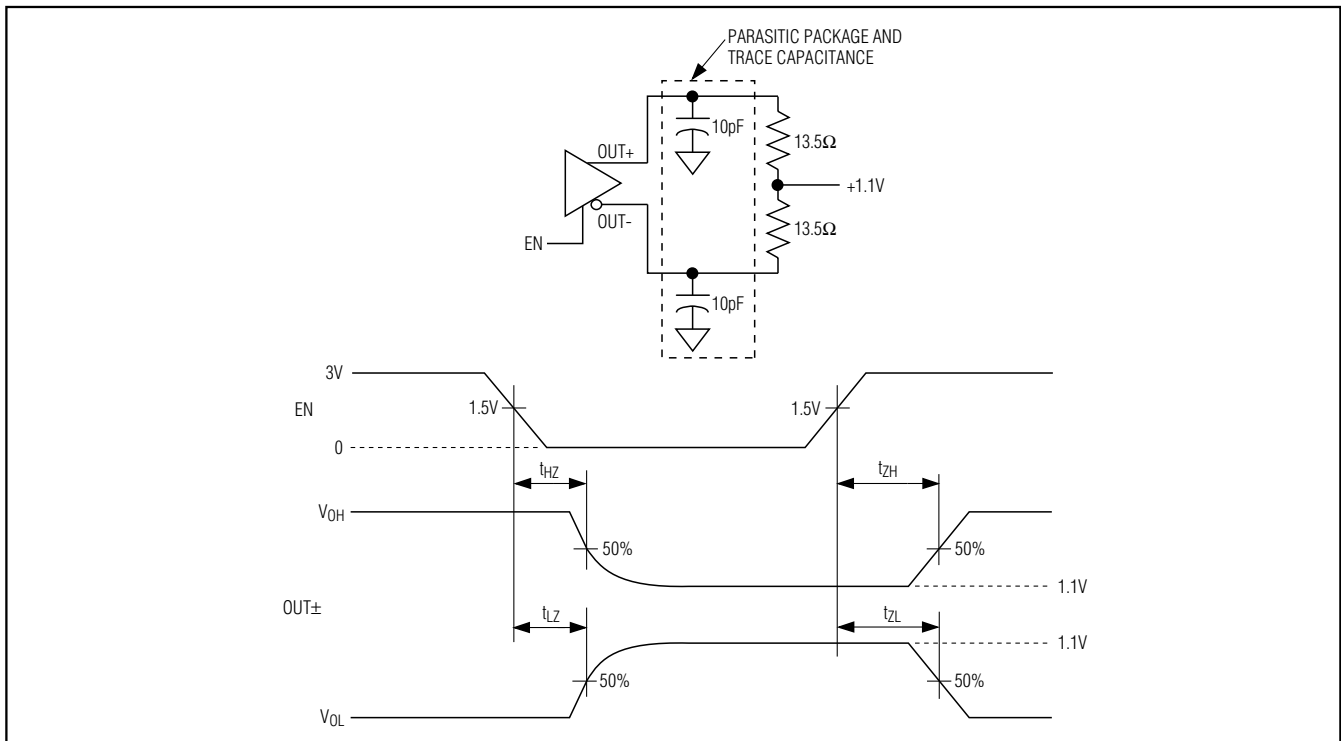 PARASITIC PACKAGE AND
TRACE CAPACITANCE
10pF
13.5Ω
OUT+
+1.1V
OUT-
13.5Ω
EN
10pF
3V
EN
1.5V
1.5V
0
tHZ
tZH
VOH
50%
50%
1.1V
OUT±
tLZ
tZL
1.1V
50%
50%
VOL